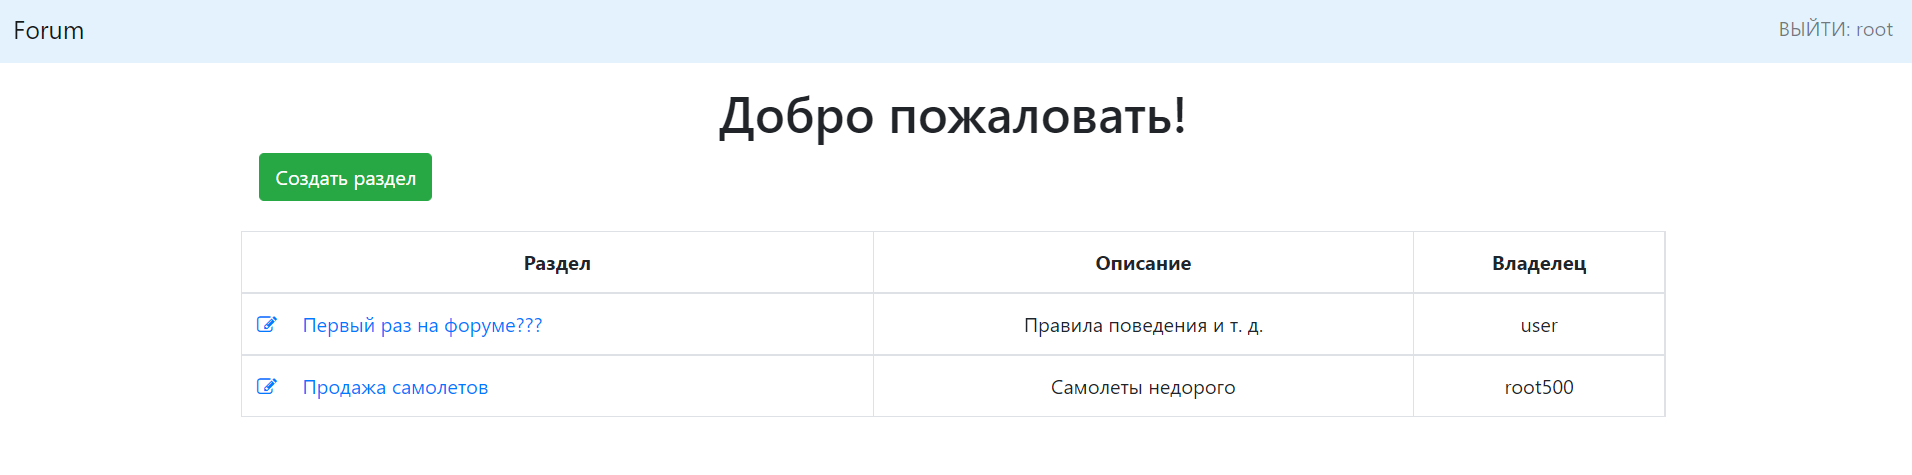 Forum
ВЫЙТИ: root
Добро пожаловать!
Создать раздел
Раздел Описание Владелец
Первый раз на форуме??? Правила поведения и т. д. user
Продажа самолетов Самолеты недорого root500